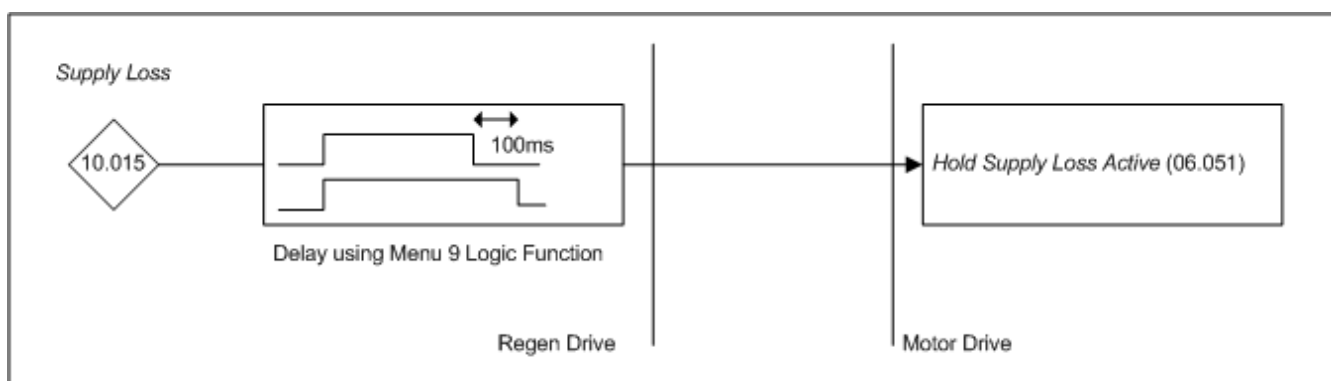 Supply Loss
10.015
100ms
Hold Supply Loss Active (06.051)
Delay using Menu 9 Logic Function
Regen Drive
Motor Drive